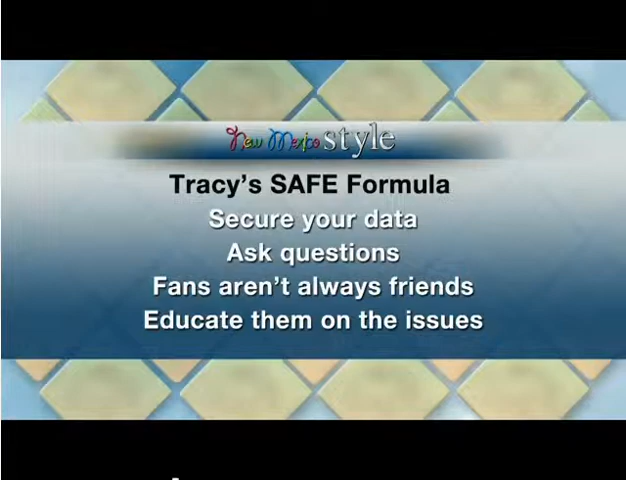 New Mexico style
Tracy's SAFE Formula
Secure your data
Ask questions
Fans aren't always friends
Educate them on the issues